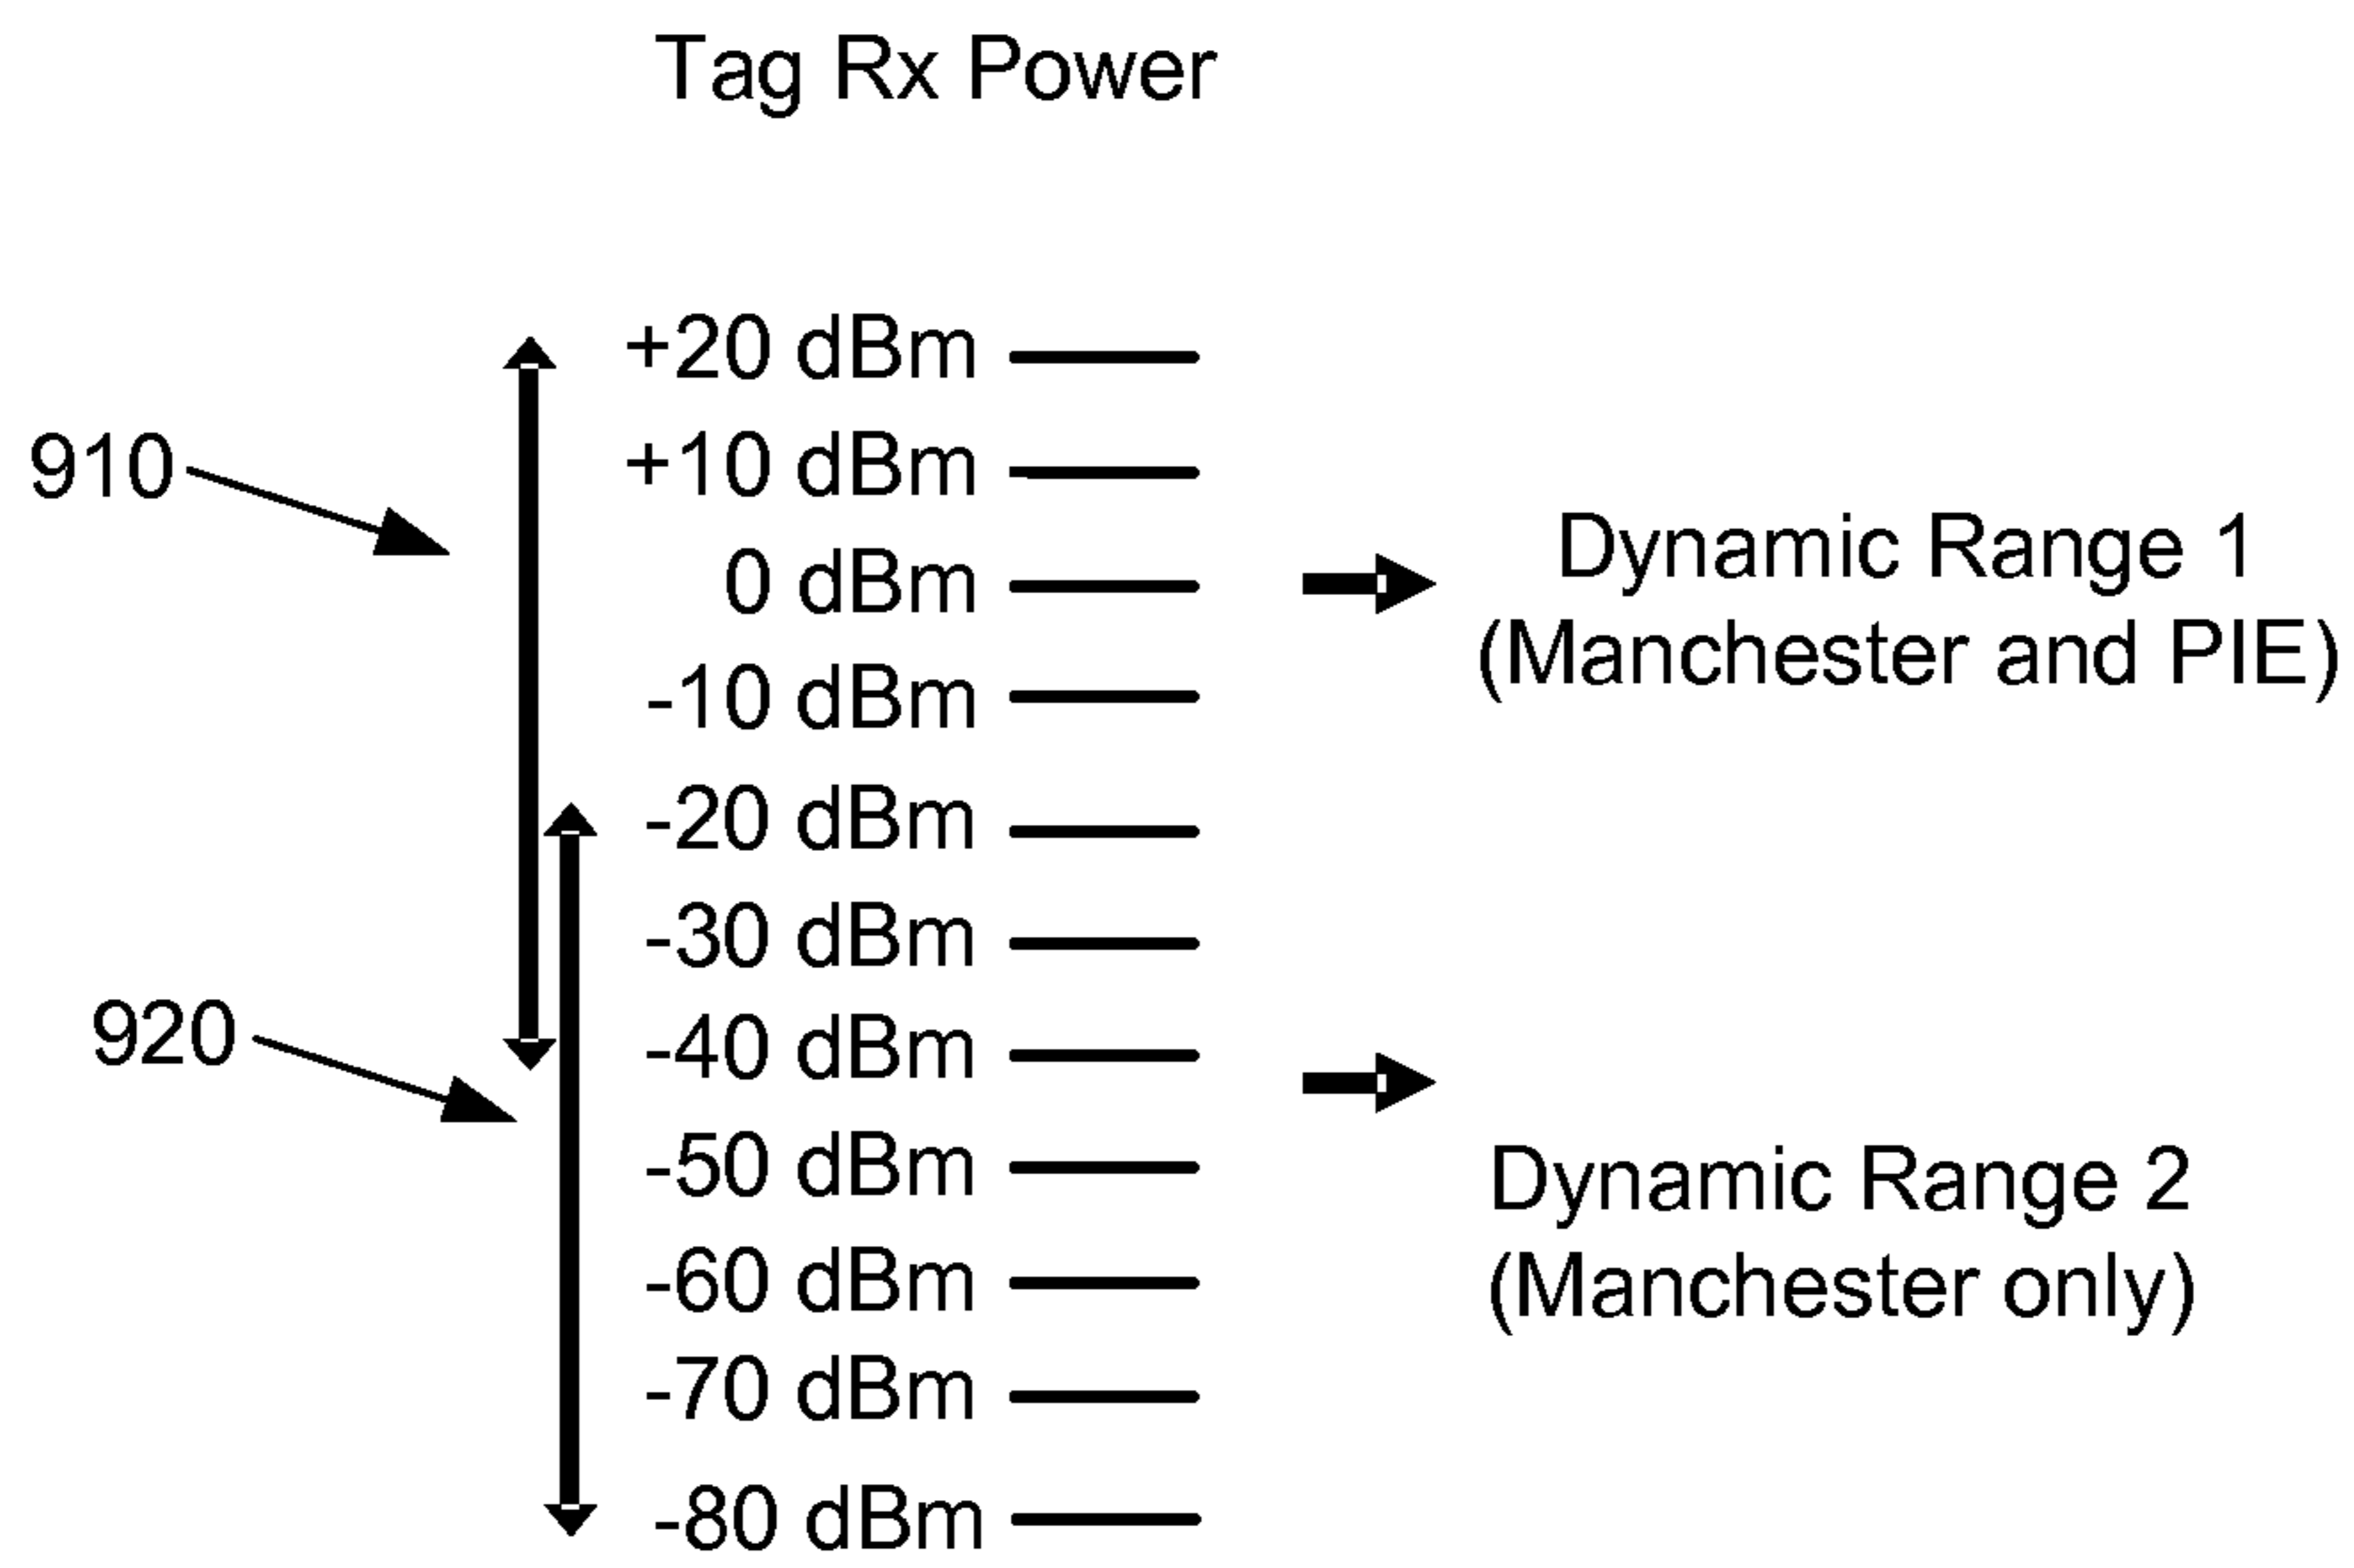 Tag Rx Power
+20 dBm
910
+10 dBm
0 dBm
Dynamic Range 1
(Manchester and PIE)
-10 dBm
-20 dBm
-30 dBm
920
-40 dBm
-50 dBm
Dynamic Range 2
(Manchester only)
-60 dBm
-70 dBm
-80 dBm